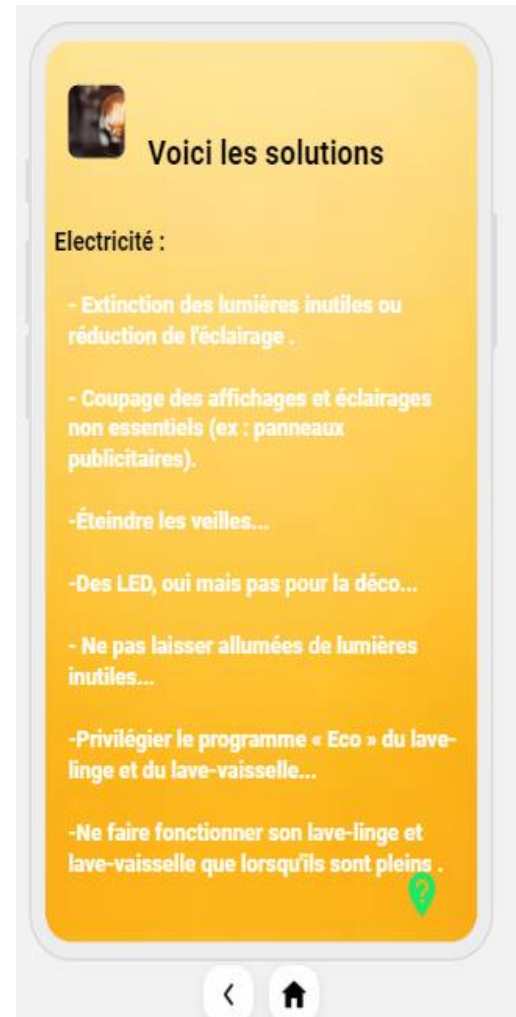 Voici les solutions
Electricité :
- Extinction des lumières inutiles ou
réduction de l'éclairage .
- Coupage des affichages et éclairages
non essentiels (ex : panneaux
publicitaires).
-Éteindre les veilles...
-Des LED, oui mais pas pour la déco...
- Ne pas laisser allumées de lumières
inutiles...
-Privilégier le programme « Eco » du lave-
linge et du lave-vaisselle...
-Ne faire fonctionner son lave-linge et
lave-vaisselle que lorsqu'ils sont pleins .
?